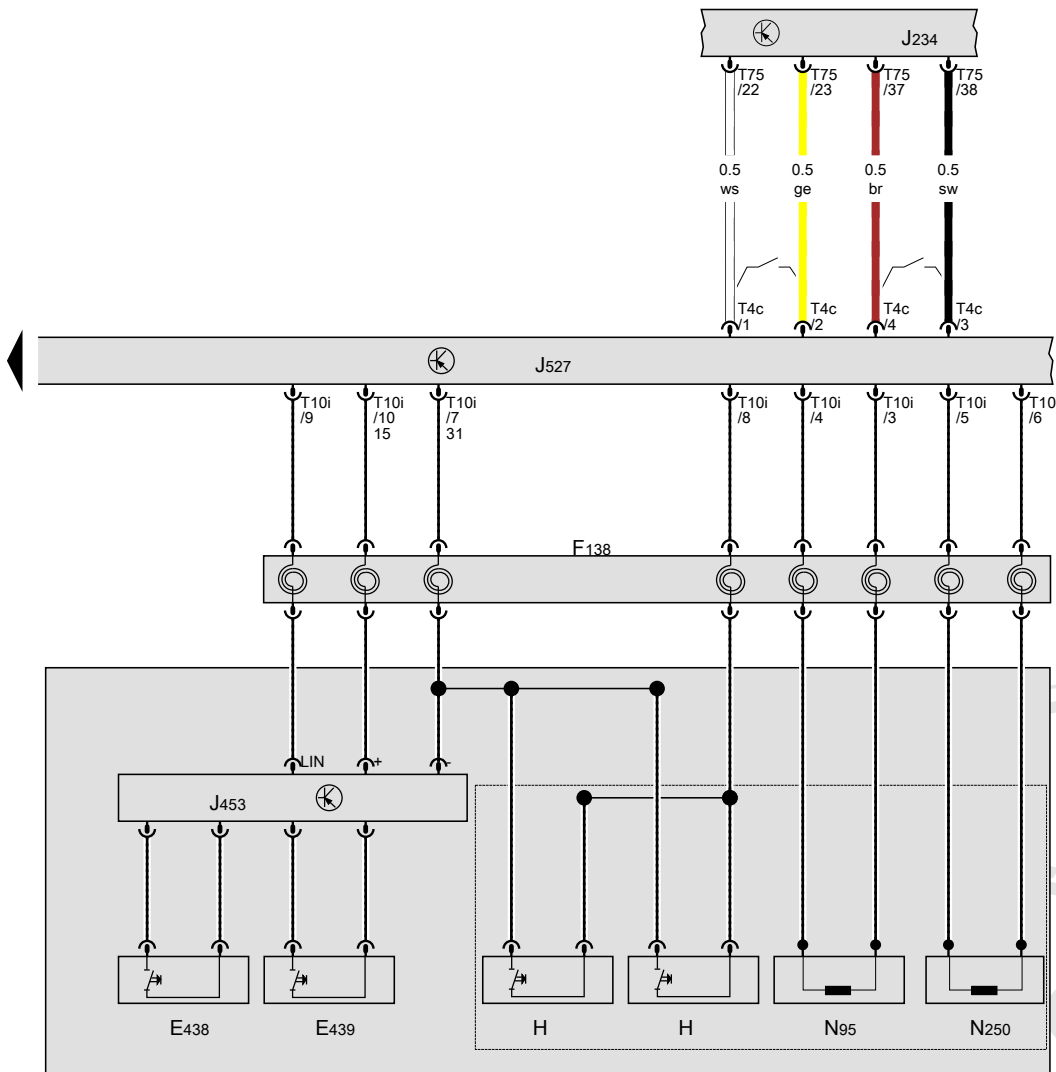 J234
T75 T75 T75 T75
/22 /23 /37 /38
0.5 0.5 0.5 0.5
ws ge br sw
T4c T4c T4c T4c
/1 /2 /4 /3
J527
T10i T10i T10i T10i T10i T10i T10i T10
/9 /10 /7 /8 /4 /3 /5 /6
15 31
F138
LIN + -
J453
E438 E439 H H N95 N250